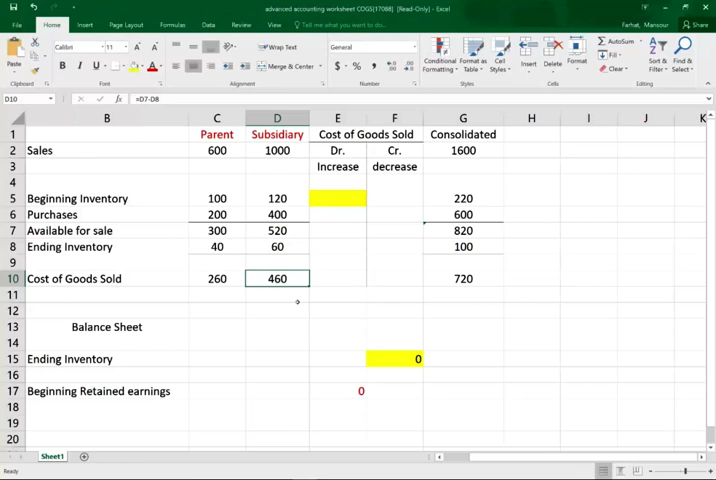 advanced accounting worksheet COGS[17088] [Read-Only] - Excel
File Home Insert Page Layout Formulas Data Review View Tell me what you want to do... Farhat, Mansour Share
Calibri 11 Wrap Text General AutoSum
Paste Merge & Center Conditional Formatting Format as Table Cell Styles Insert Delete Format Fill Clear Sort & Filter Find & Select
Clipboard Font Alignment Number Styles Cells Editing
D10 fx =D7-D8
B C D E F G H I J K
1 Parent Subsidiary Cost of Goods Sold Consolidated
2 Sales 600 1000 Dr. Cr. 1600
3 Increase decrease
4
5 Beginning Inventory 100 120 220
6 Purchases 200 400 600
7 Available for sale 300 520 820
8 Ending Inventory 40 60 100
9
10 Cost of Goods Sold 260 460 720
11
12
13 Balance Sheet
14
15 Ending Inventory 0
16
17 Beginning Retained earnings 0
18
19
20
Sheet1
Ready